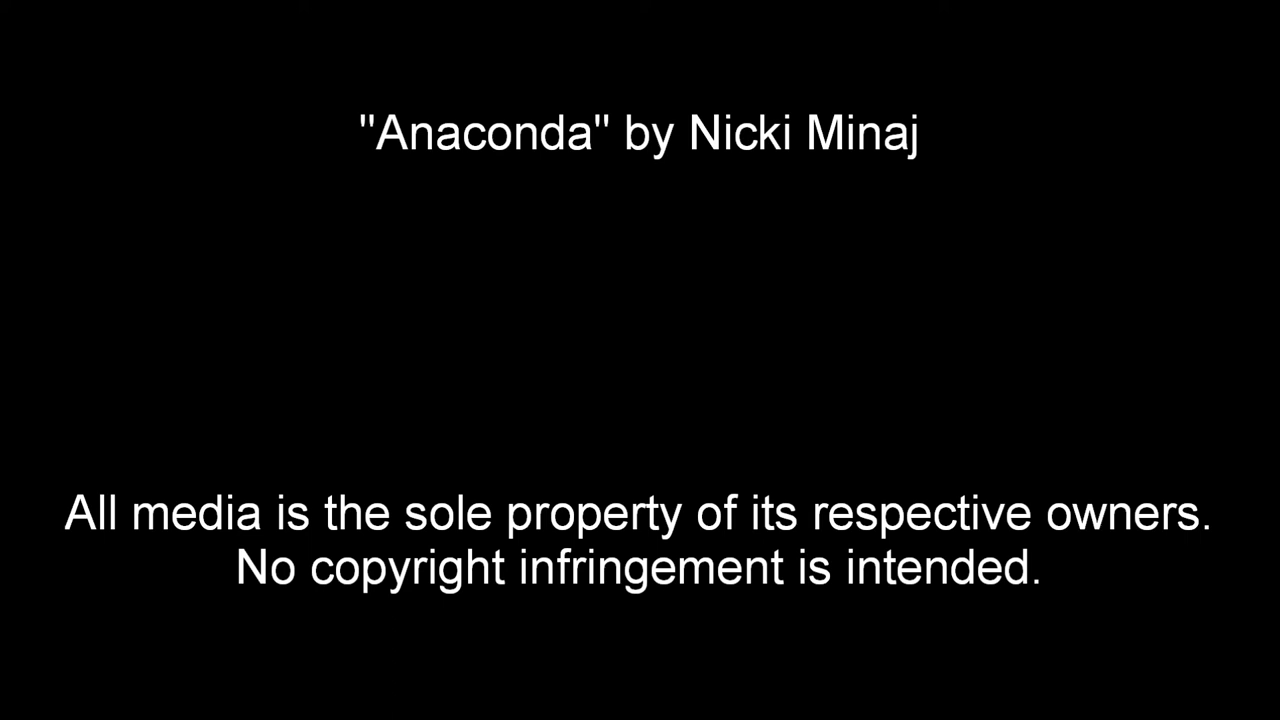 "Anaconda" by Nicki Minaj
All media is the sole property of its respective owners.
No copyright infringement is intended.